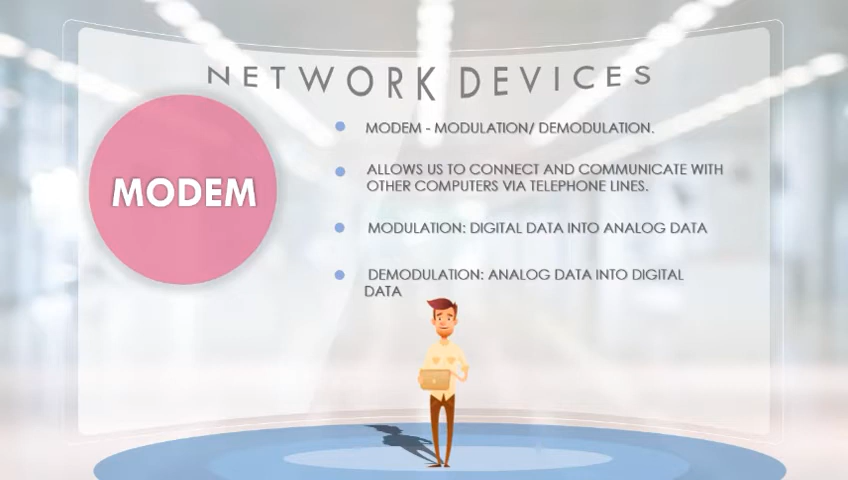 NETWORK DEVICES
MODEM
MODEM - MODULATION/ DEMODULATION.
ALLOWS US TO CONNECT AND COMMUNICATE WITH
OTHER COMPUTERS VIA TELEPHONE LINES.
MODULATION: DIGITAL DATA INTO ANALOG DATA
DEMODULATION: ANALOG DATA INTO DIGITAL
DATA